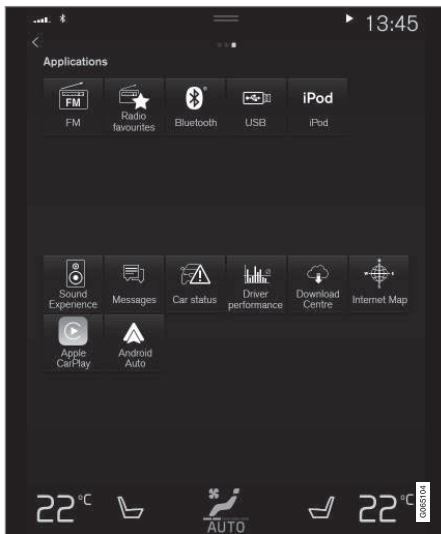 13:45
Applications
FM
FM
Radio
favourites
Bluetooth
USB
iPod
iPod
Sound
Experience
Messages
Car status
Driver
performance
Download
Centre
Internet Map
Apple
CarPlay
Android
Auto
22°C
AUTO
22°C
G065104